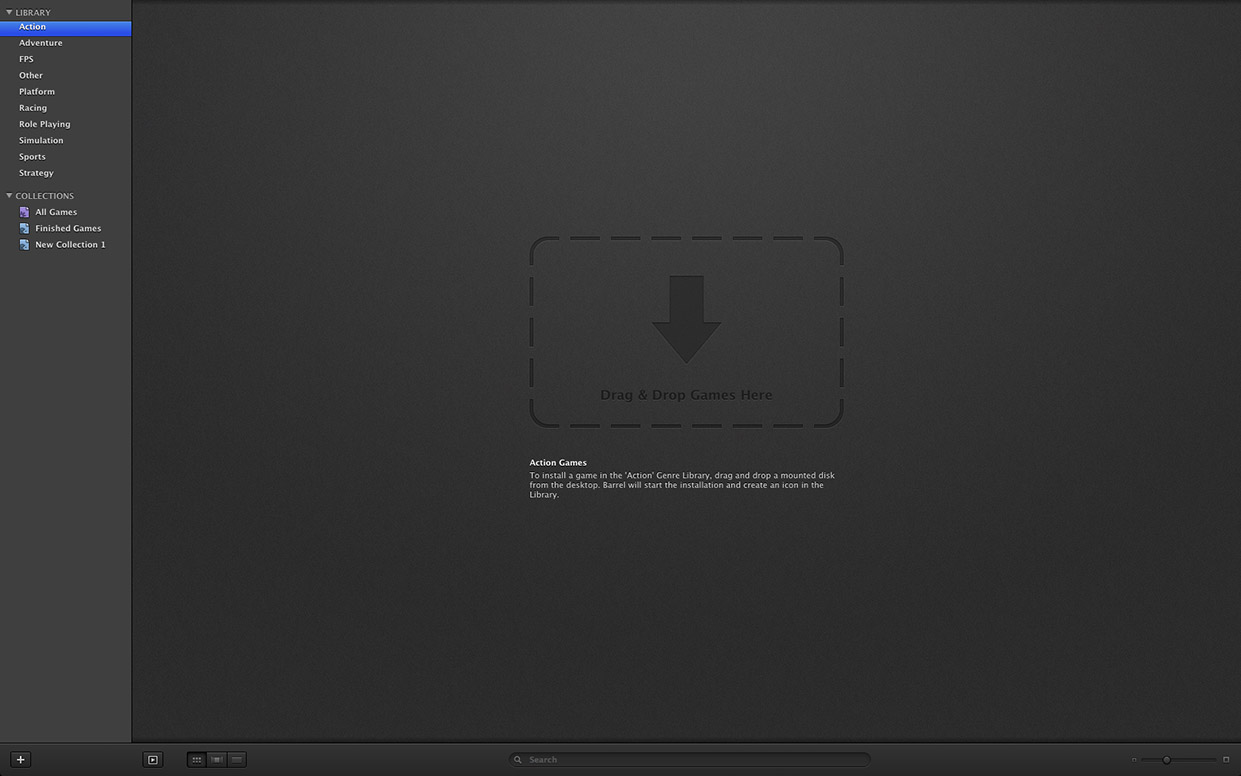 LIBRARY
Action
Adventure
FPS
Other
Platform
Racing
Role Playing
Simulation
Sports
Strategy
COLLECTIONS
All Games
Finished Games
New Collection 1
Drag & Drop Games Here
Action Games
To install a game in the 'Action' Genre Library, drag and drop a mounted disk
from the desktop. Barrel will start the installation and create an icon in the
Library.
Search